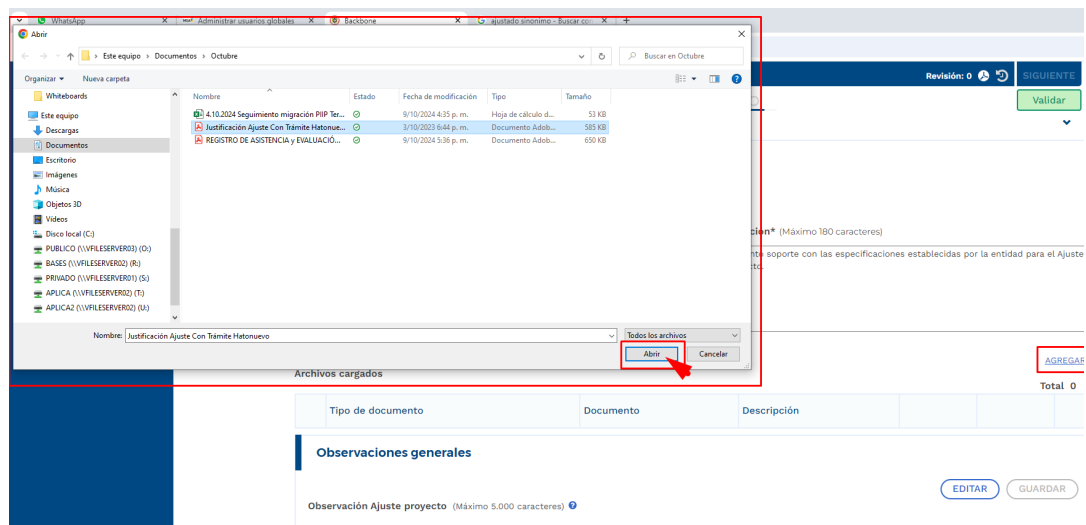 WhatsApp X Administrar usuarios globales X Backbone X ajustado sinonimo - Buscar con X +
Abrir
Este equipo > Documentos > Octubre
Buscar en Octubre
Organizar Nueva carpeta
Revisión: 0 SIGUIENTE
Validar
Whiteboards
Este equipo
Descargas
Documentos
Escritorio
Imágenes
Música
Objetos 3D
Vídeos
Disco local (C:)
PUBLICO (\\VFILESERVER03) (O:)
BASES (\\VFILESERVER02) (R:)
PRIVADO (\\VFILESERVER01) (S:)
APLICA (\\VFILESERVER02) (T:)
APLICA2 (\\VFILESERVER02) (U:)
Nombre Estado Fecha de modificación Tipo Tamaño
4.10.2024 Seguimiento migración PIIP Ter... 9/10/2024 4:35 p. m. Hoja de cálculo d... 53 KB
Justificación Ajuste Con Trámite Hatonue... 3/10/2023 6:44 p. m. Documento Adob... 585 KB
REGISTRO DE ASISTENCIA y EVALUACIÓ... 9/10/2024 5:36 p. m. Documento Adob... 650 KB
Nombre: Justificación Ajuste Con Trámite Hatonuevo Todos los archivos
Abrir Cancelar
ción* (Máximo 180 caracteres)
nto soporte con las especificaciones establecidas por la entidad para el Ajuste
cto.
AGREGAR
Archivos cargados
Total 0
Tipo de documento Documento Descripción
Observaciones generales
EDITAR GUARDAR
Observación Ajuste proyecto (Máximo 5.000 caracteres) ?